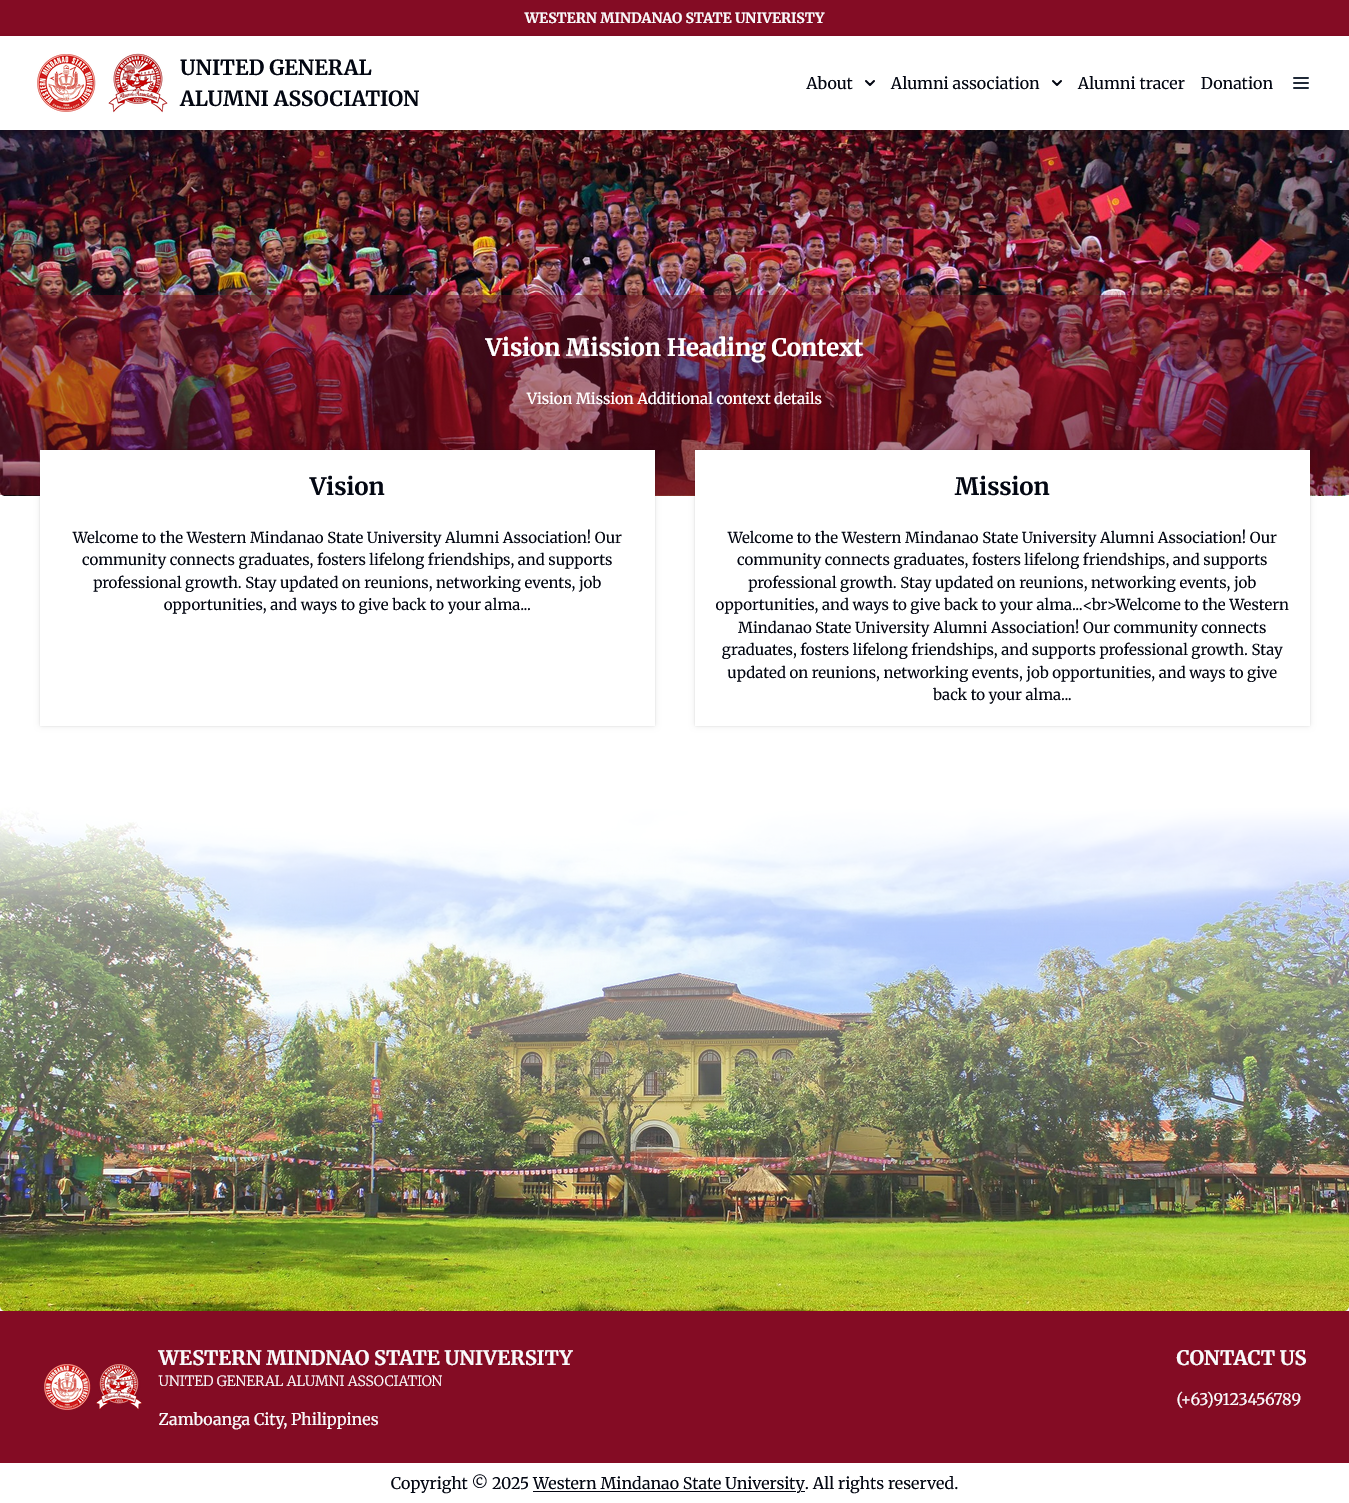 WESTERN MINDANAO STATE UNIVERISTY
UNITED GENERAL
ALUMNI ASSOCIATION
About
Alumni association
Alumni tracer
Donation
Vision Mission Heading Context
Vision Mission Additional context details
Vision
Welcome to the Western Mindanao State University Alumni Association! Our
community connects graduates, fosters lifelong friendships, and supports
professional growth. Stay updated on reunions, networking events, job
opportunities, and ways to give back to your alma...
Mission
Welcome to the Western Mindanao State University Alumni Association! Our
community connects graduates, fosters lifelong friendships, and supports
professional growth. Stay updated on reunions, networking events, job
opportunities, and ways to give back to your alma...<br>Welcome to the Western
Mindanao State University Alumni Association! Our community connects
graduates, fosters lifelong friendships, and supports professional growth. Stay
updated on reunions, networking events, job opportunities, and ways to give
back to your alma...
WESTERN MINDNAO STATE UNIVERSITY
UNITED GENERAL ALUMNI ASSOCIATION
Zamboanga City, Philippines
CONTACT US
(+63)9123456789
Copyright © 2025 Western Mindanao State University. All rights reserved.